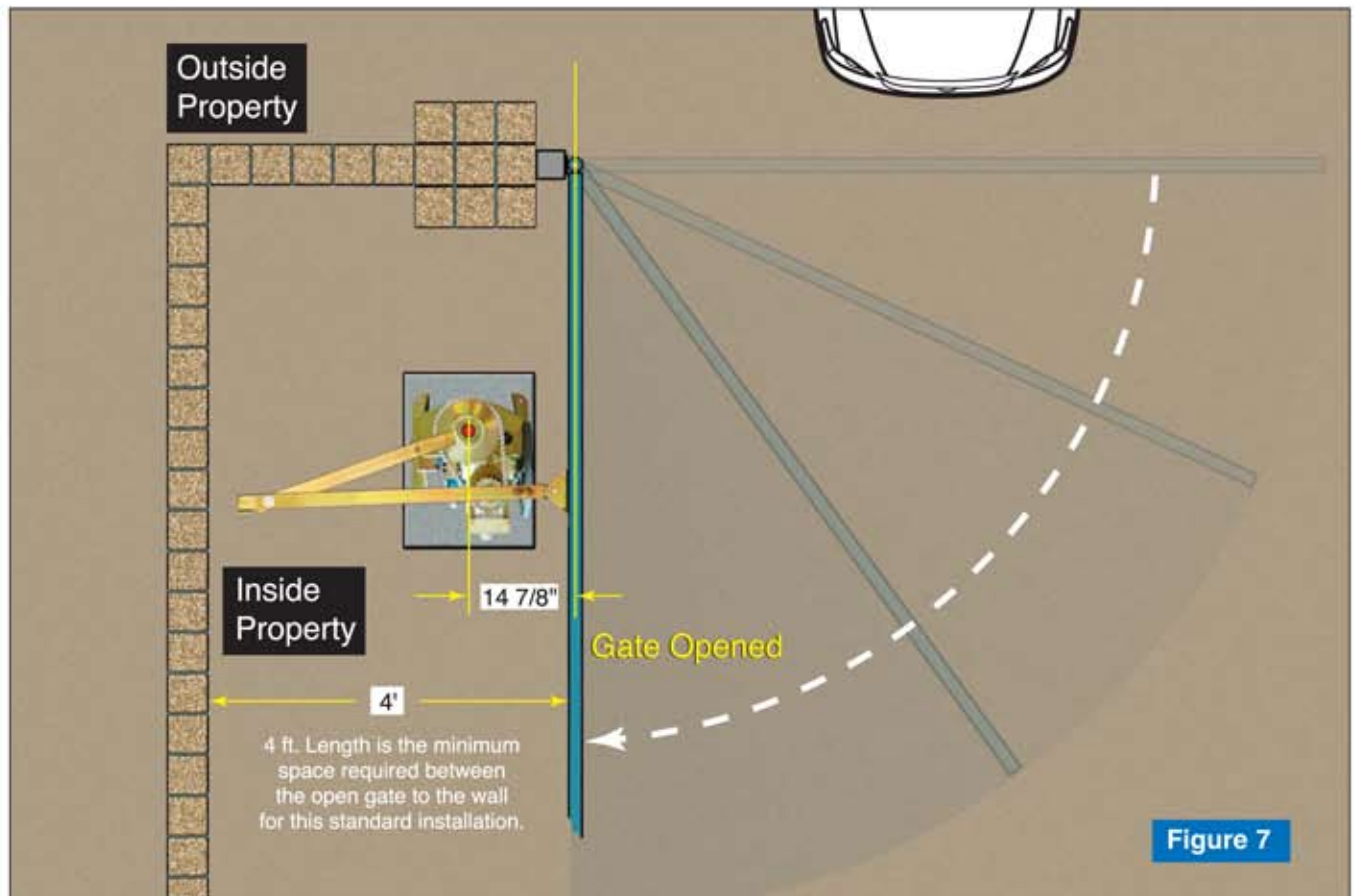 Outside
Property
Inside
Property
14 7/8"
Gate Opened
4'
4 ft. Length is the minimum
space required between
the open gate to the wall
for this standard installation.
Figure 7